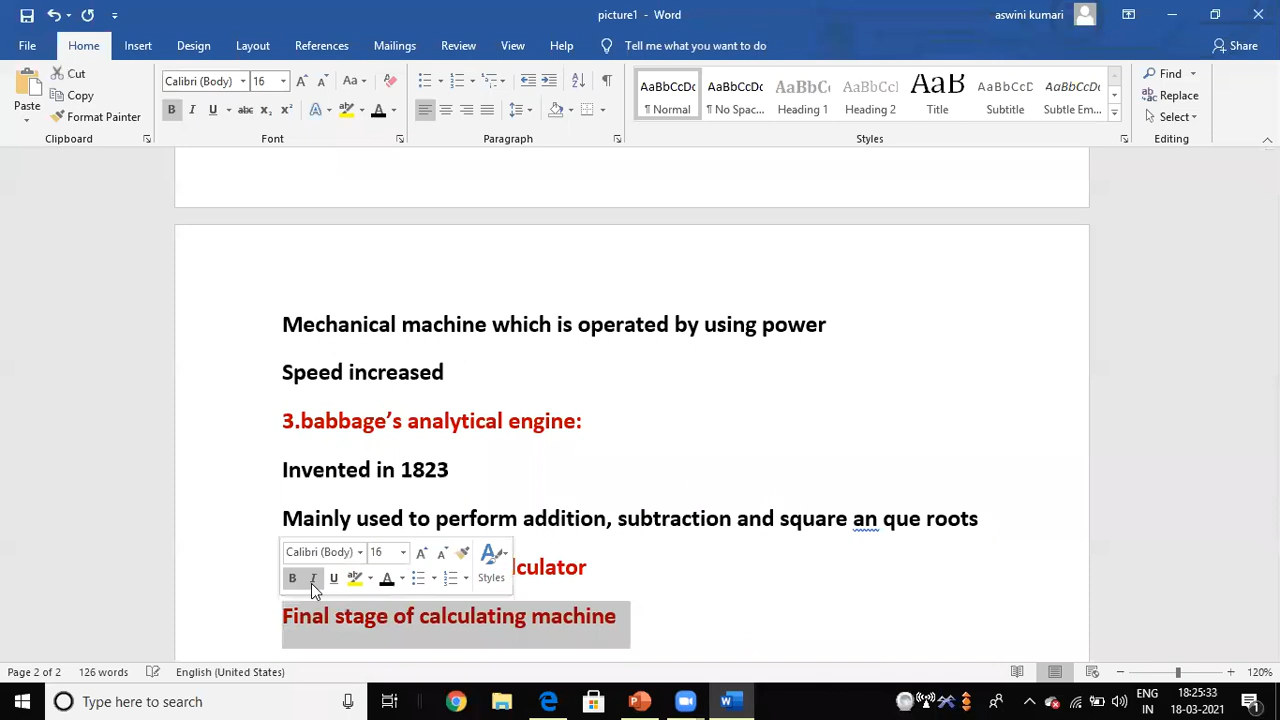 picture1 - Word
aswini kumari
File Home Insert Design Layout References Mailings Review View Help Tell me what you want to do Share
Paste
Cut
Copy
Format Painter
Clipboard
Calibri (Body) 16
Font
Paragraph
AaBbCcDc AaBbCcDc AaBbC AaBbCc AaB AaBbCcD AaBbCcD
¶ Normal ¶ No Spac... Heading 1 Heading 2 Title Subtitle Subtle Em...
Styles
Find
Replace
Select
Editing
Mechanical machine which is operated by using power
Speed increased
3.babbage’s analytical engine:
Invented in 1823
Mainly used to perform addition, subtraction and square an que roots
Calibri (Body) 16
Styles
lculator
Final stage of calculating machine
Page 2 of 2 126 words English (United States) 120%
Type here to search
ENG
IN
18:25:33
18-03-2021